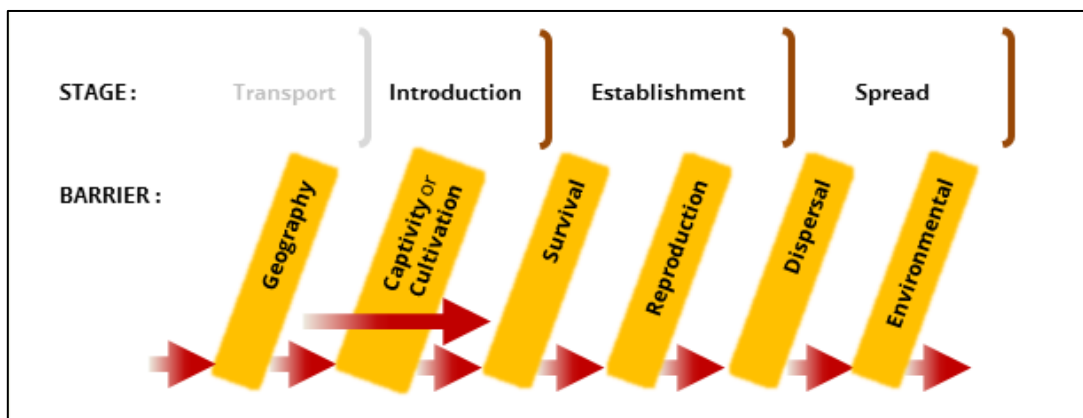 STAGE : Transport Introduction Establishment Spread
BARRIER :
Geography
Captivity or
Cultivation
Survival
Reproduction
Dispersal
Environmental